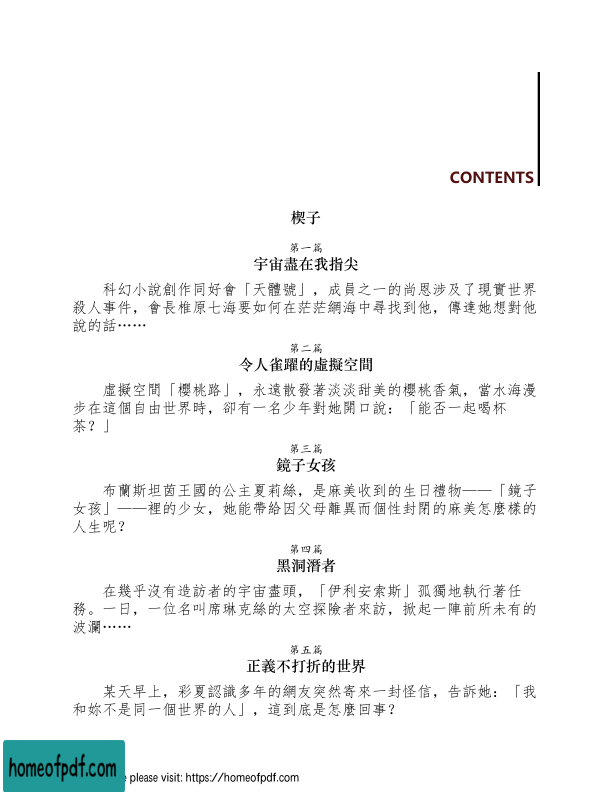 CONTENTS
楔子
第一篇
宇宙盡在我指尖
科幻小說創作同好會「天體號」，成員之一的尚恩涉及了現實世界
殺人事件，會長椎原七海要如何在茫茫網海中尋找到他，傳達她想對他
說的話……
第二篇
令人雀躍的虛擬空間
虛擬空間「櫻桃路」，永遠散發著淡淡甜美的櫻桃香氣，當水海漫
步在這個自由世界時，卻有一名少年對她開口說：「能否一起喝杯
茶？」
第三篇
鏡子女孩
布蘭斯坦茵王國的公主夏莉絲，是麻美收到的生日禮物──「鏡子
女孩」──裡的少女，她能帶給因父母離異而個性封閉的麻美怎麼樣的
人生呢？
第四篇
黑洞潛者
在幾乎沒有造訪者的宇宙盡頭，「伊利安索斯」孤獨地執行著任
務。一日，一位名叫席琳克絲的太空探險者來訪，掀起一陣前所未有的
波瀾……
第五篇
正義不打折的世界
某天早上，彩夏認識多年的網友突然寄來一封怪信，告訴她：「我
和妳不是同一個世界的人」，這到底是怎麼回事？
homeofpdf.com
e please visit: https://homeofpdf.com